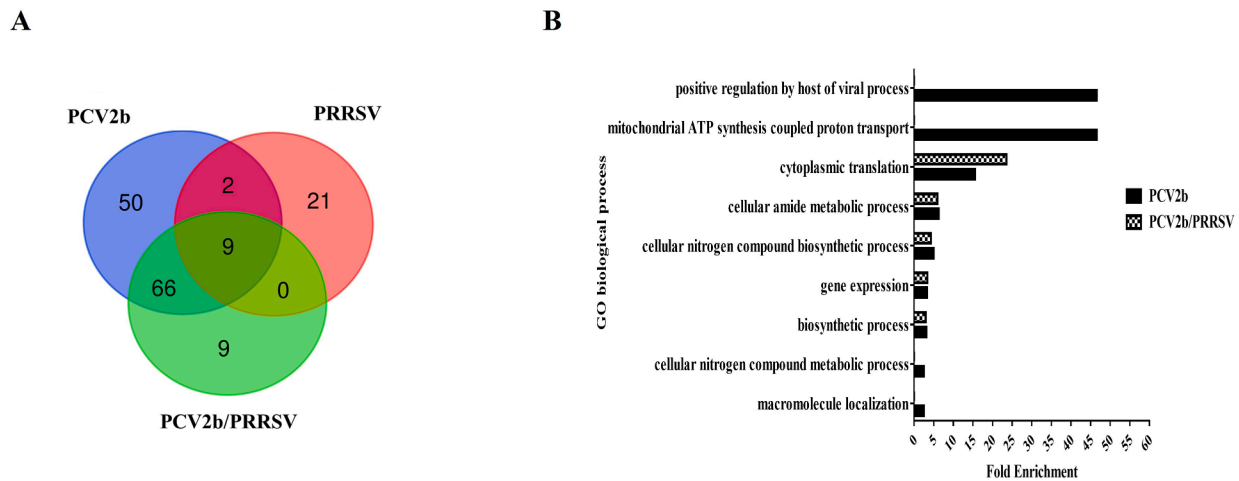 A
PCV2b
PRRSV
50
2
21
9
66
0
9
PCV2b/PRRSV
B
GO biological process
positive regulation by host of viral process
mitochondrial ATP synthesis coupled proton transport
cytoplasmic translation
cellular amide metabolic process
cellular nitrogen compound biosynthetic process
gene expression
biosynthetic process
cellular nitrogen compound metabolic process
macromolecule localization
0 5 10 15 20 25 30 35 40 45 50 55 60
Fold Enrichment
PCV2b
PCV2b/PRRSV